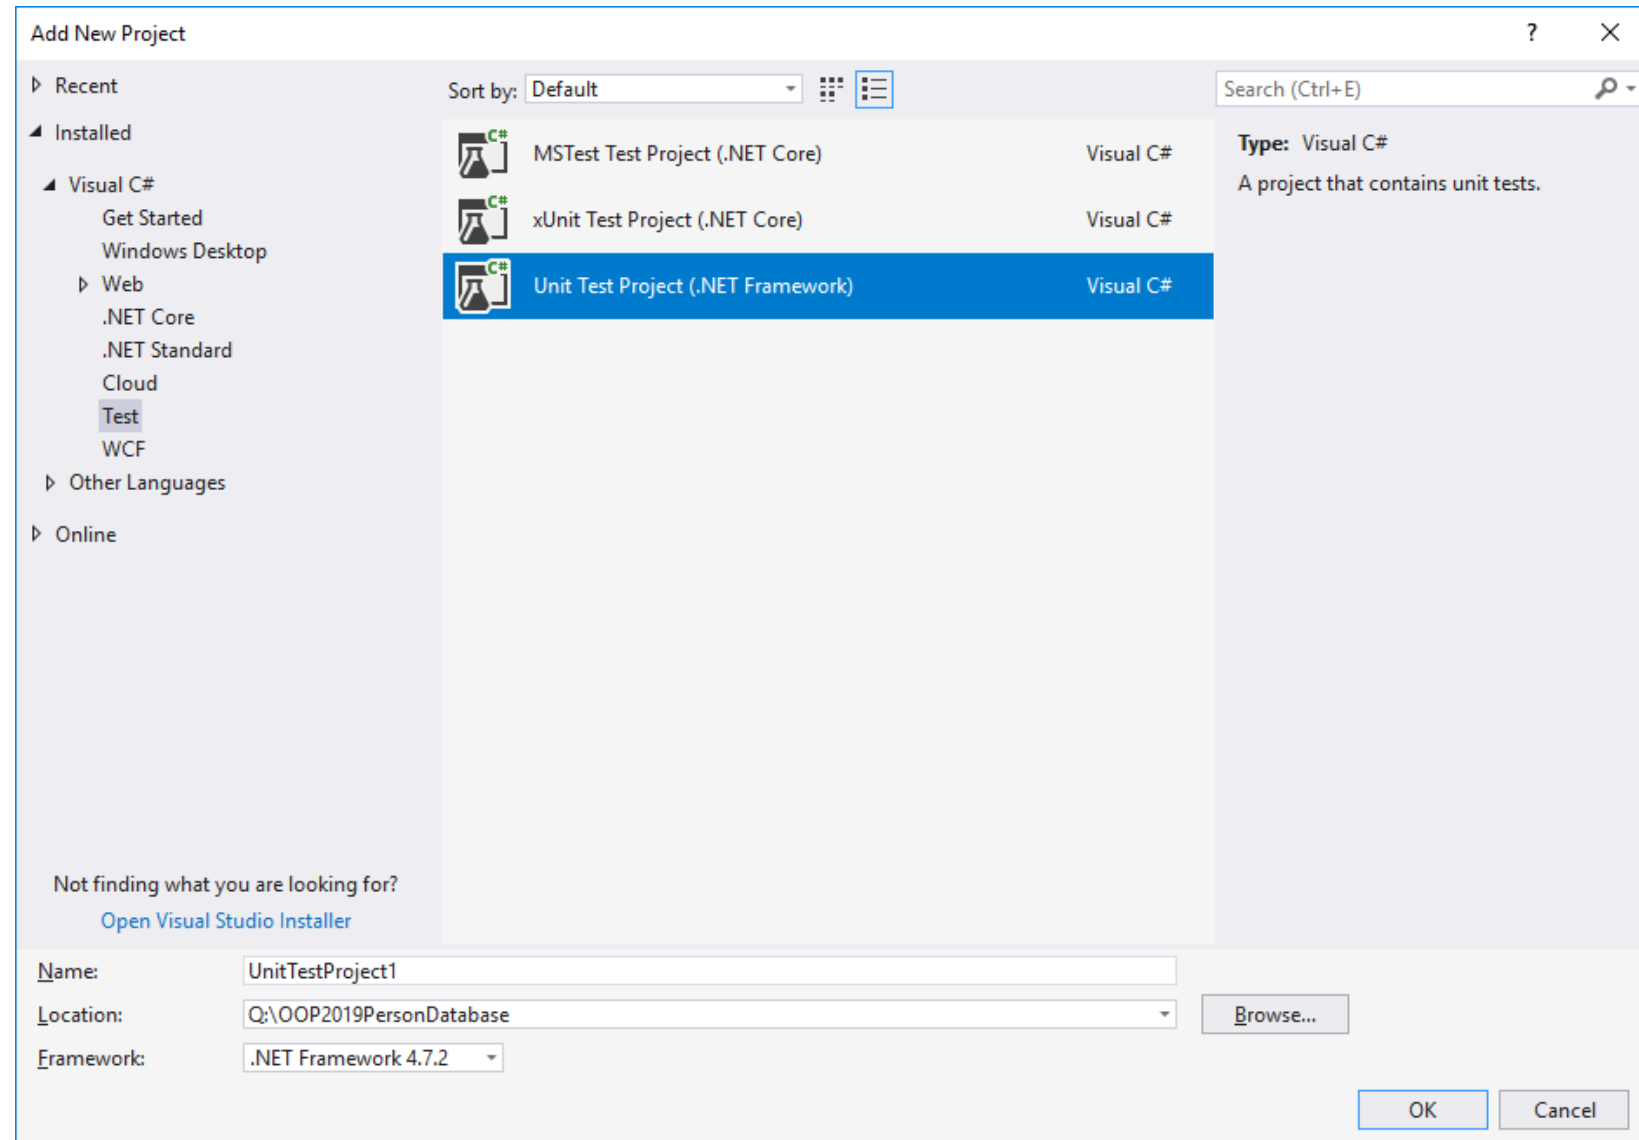 Add New Project
?
Recent
Installed
Visual C#
Get Started
Windows Desktop
Web
.NET Core
.NET Standard
Cloud
Test
WCF
Other Languages
Online
Not finding what you are looking for?
Open Visual Studio Installer
Sort by: Default
C# MSTest Test Project (.NET Core) Visual C#
C# xUnit Test Project (.NET Core) Visual C#
C# Unit Test Project (.NET Framework) Visual C#
Search (Ctrl+E)
Type: Visual C#
A project that contains unit tests.
Name: UnitTestProject1
Location: Q:\OOP2019PersonDatabase Browse...
Framework: .NET Framework 4.7.2
OK Cancel